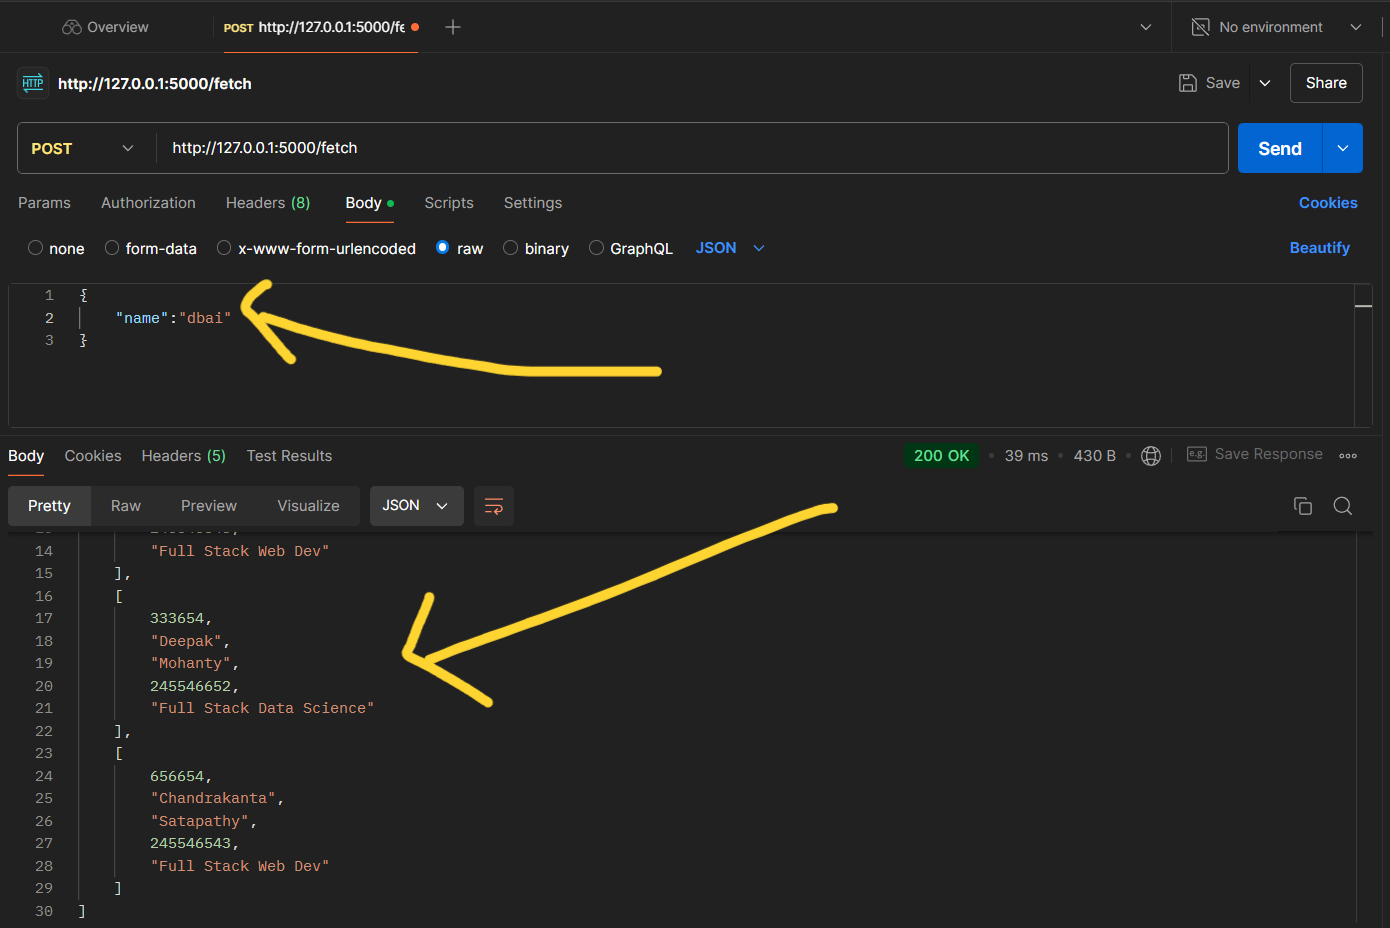 Overview
POST http://127.0.0.1:5000/fe
No environment
HTTP http://127.0.0.1:5000/fetch
Save
Share
POST http://127.0.0.1:5000/fetch
Send
Params Authorization Headers (8) Body Scripts Settings
Cookies
none form-data x-www-form-urlencoded raw binary GraphQL JSON
Beautify
1 {
2 "name":"dbai"
3 }
Body Cookies Headers (5) Test Results
200 OK • 39 ms • 430 B
e.g. Save Response
Pretty Raw Preview Visualize JSON
14 "Full Stack Web Dev"
15 ],
16 [
17 333654,
18 "Deepak",
19 "Mohanty",
20 245546652,
21 "Full Stack Data Science"
22 ],
23 [
24 656654,
25 "Chandrakanta",
26 "Satapathy",
27 245546543,
28 "Full Stack Web Dev"
29 ]
30 ]